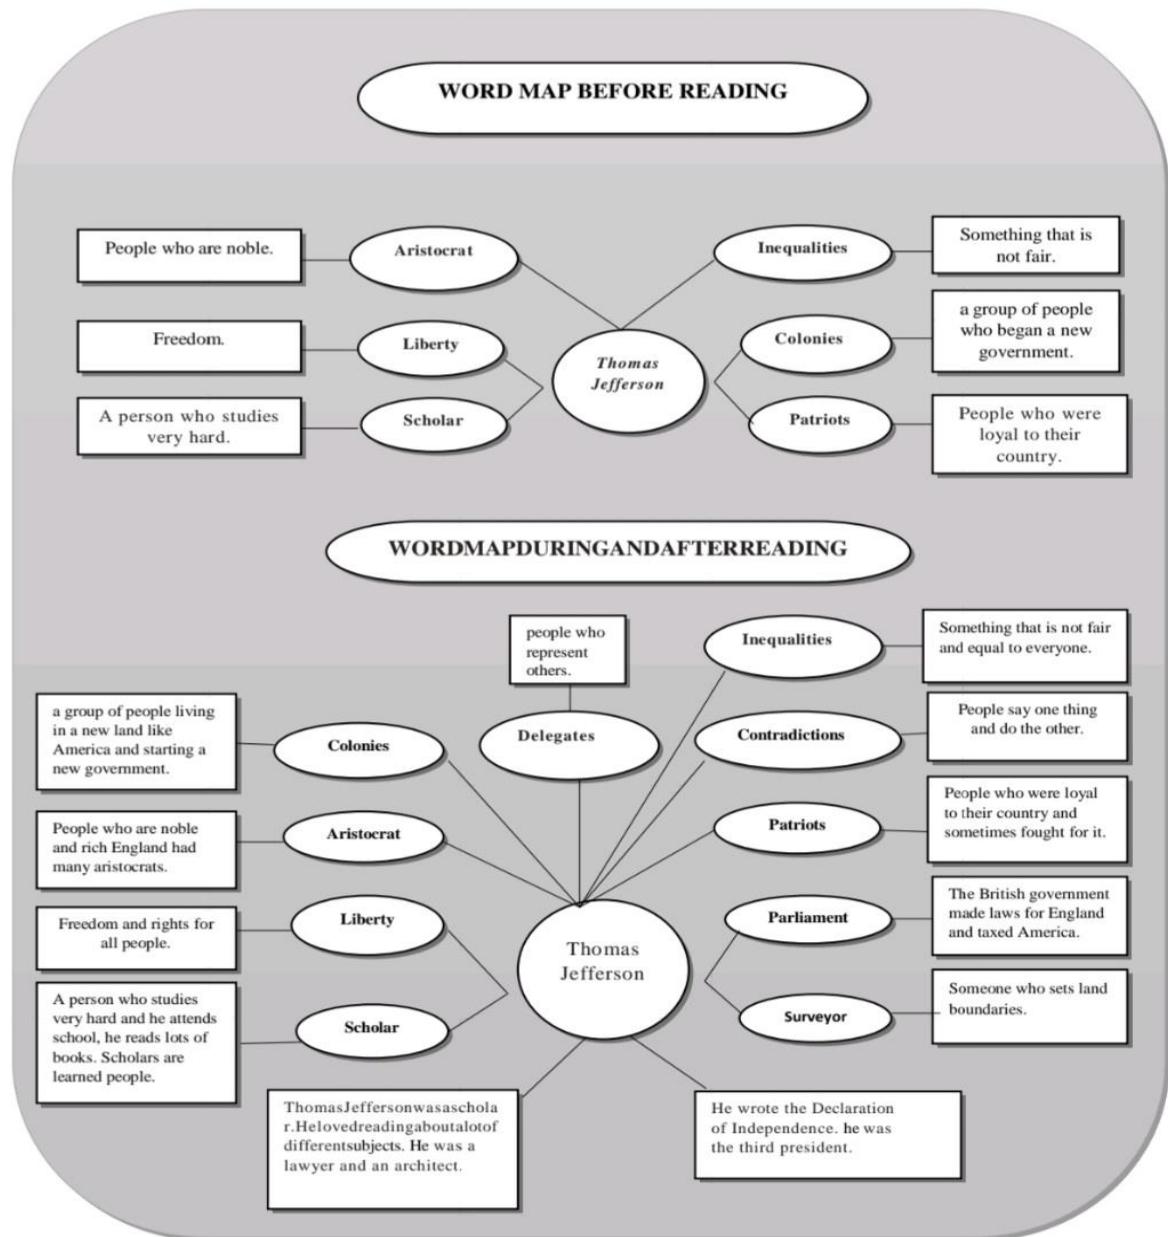 WORD MAP BEFORE READING
People who are noble.
Aristocrat
Inequalities
Something that is
not fair.
Freedom.
Liberty
Thomas
Jefferson
Colonies
a group of people
who began a new
government.
A person who studies
very hard.
Scholar
Patriots
People who were
loyal to their
country.
WORDMAPDURINGANDAFTERREADING
people who
represent
others.
Delegates
Inequalities
Something that is not fair
and equal to everyone.
a group of people living
in a new land like
America and starting a
new government.
Colonies
Contradictions
People say one thing
and do the other.
People who are noble
and rich England had
many aristocrats.
Aristocrat
Patriots
People who were loyal
to their country and
sometimes fought for it.
Freedom and rights for
all people.
Liberty
Thomas
Jefferson
Parliament
The British government
made laws for England
and taxed America.
A person who studies
very hard and he attends
school, he reads lots of
books. Scholars are
learned people.
Scholar
Surveyor
Someone who sets land
boundaries.
ThomasJeffersonwasaschola
r.Helovedreadingaboutalotof
differentsubjects. He was a
lawyer and an architect.
He wrote the Declaration
of Independence. he was
the third president.